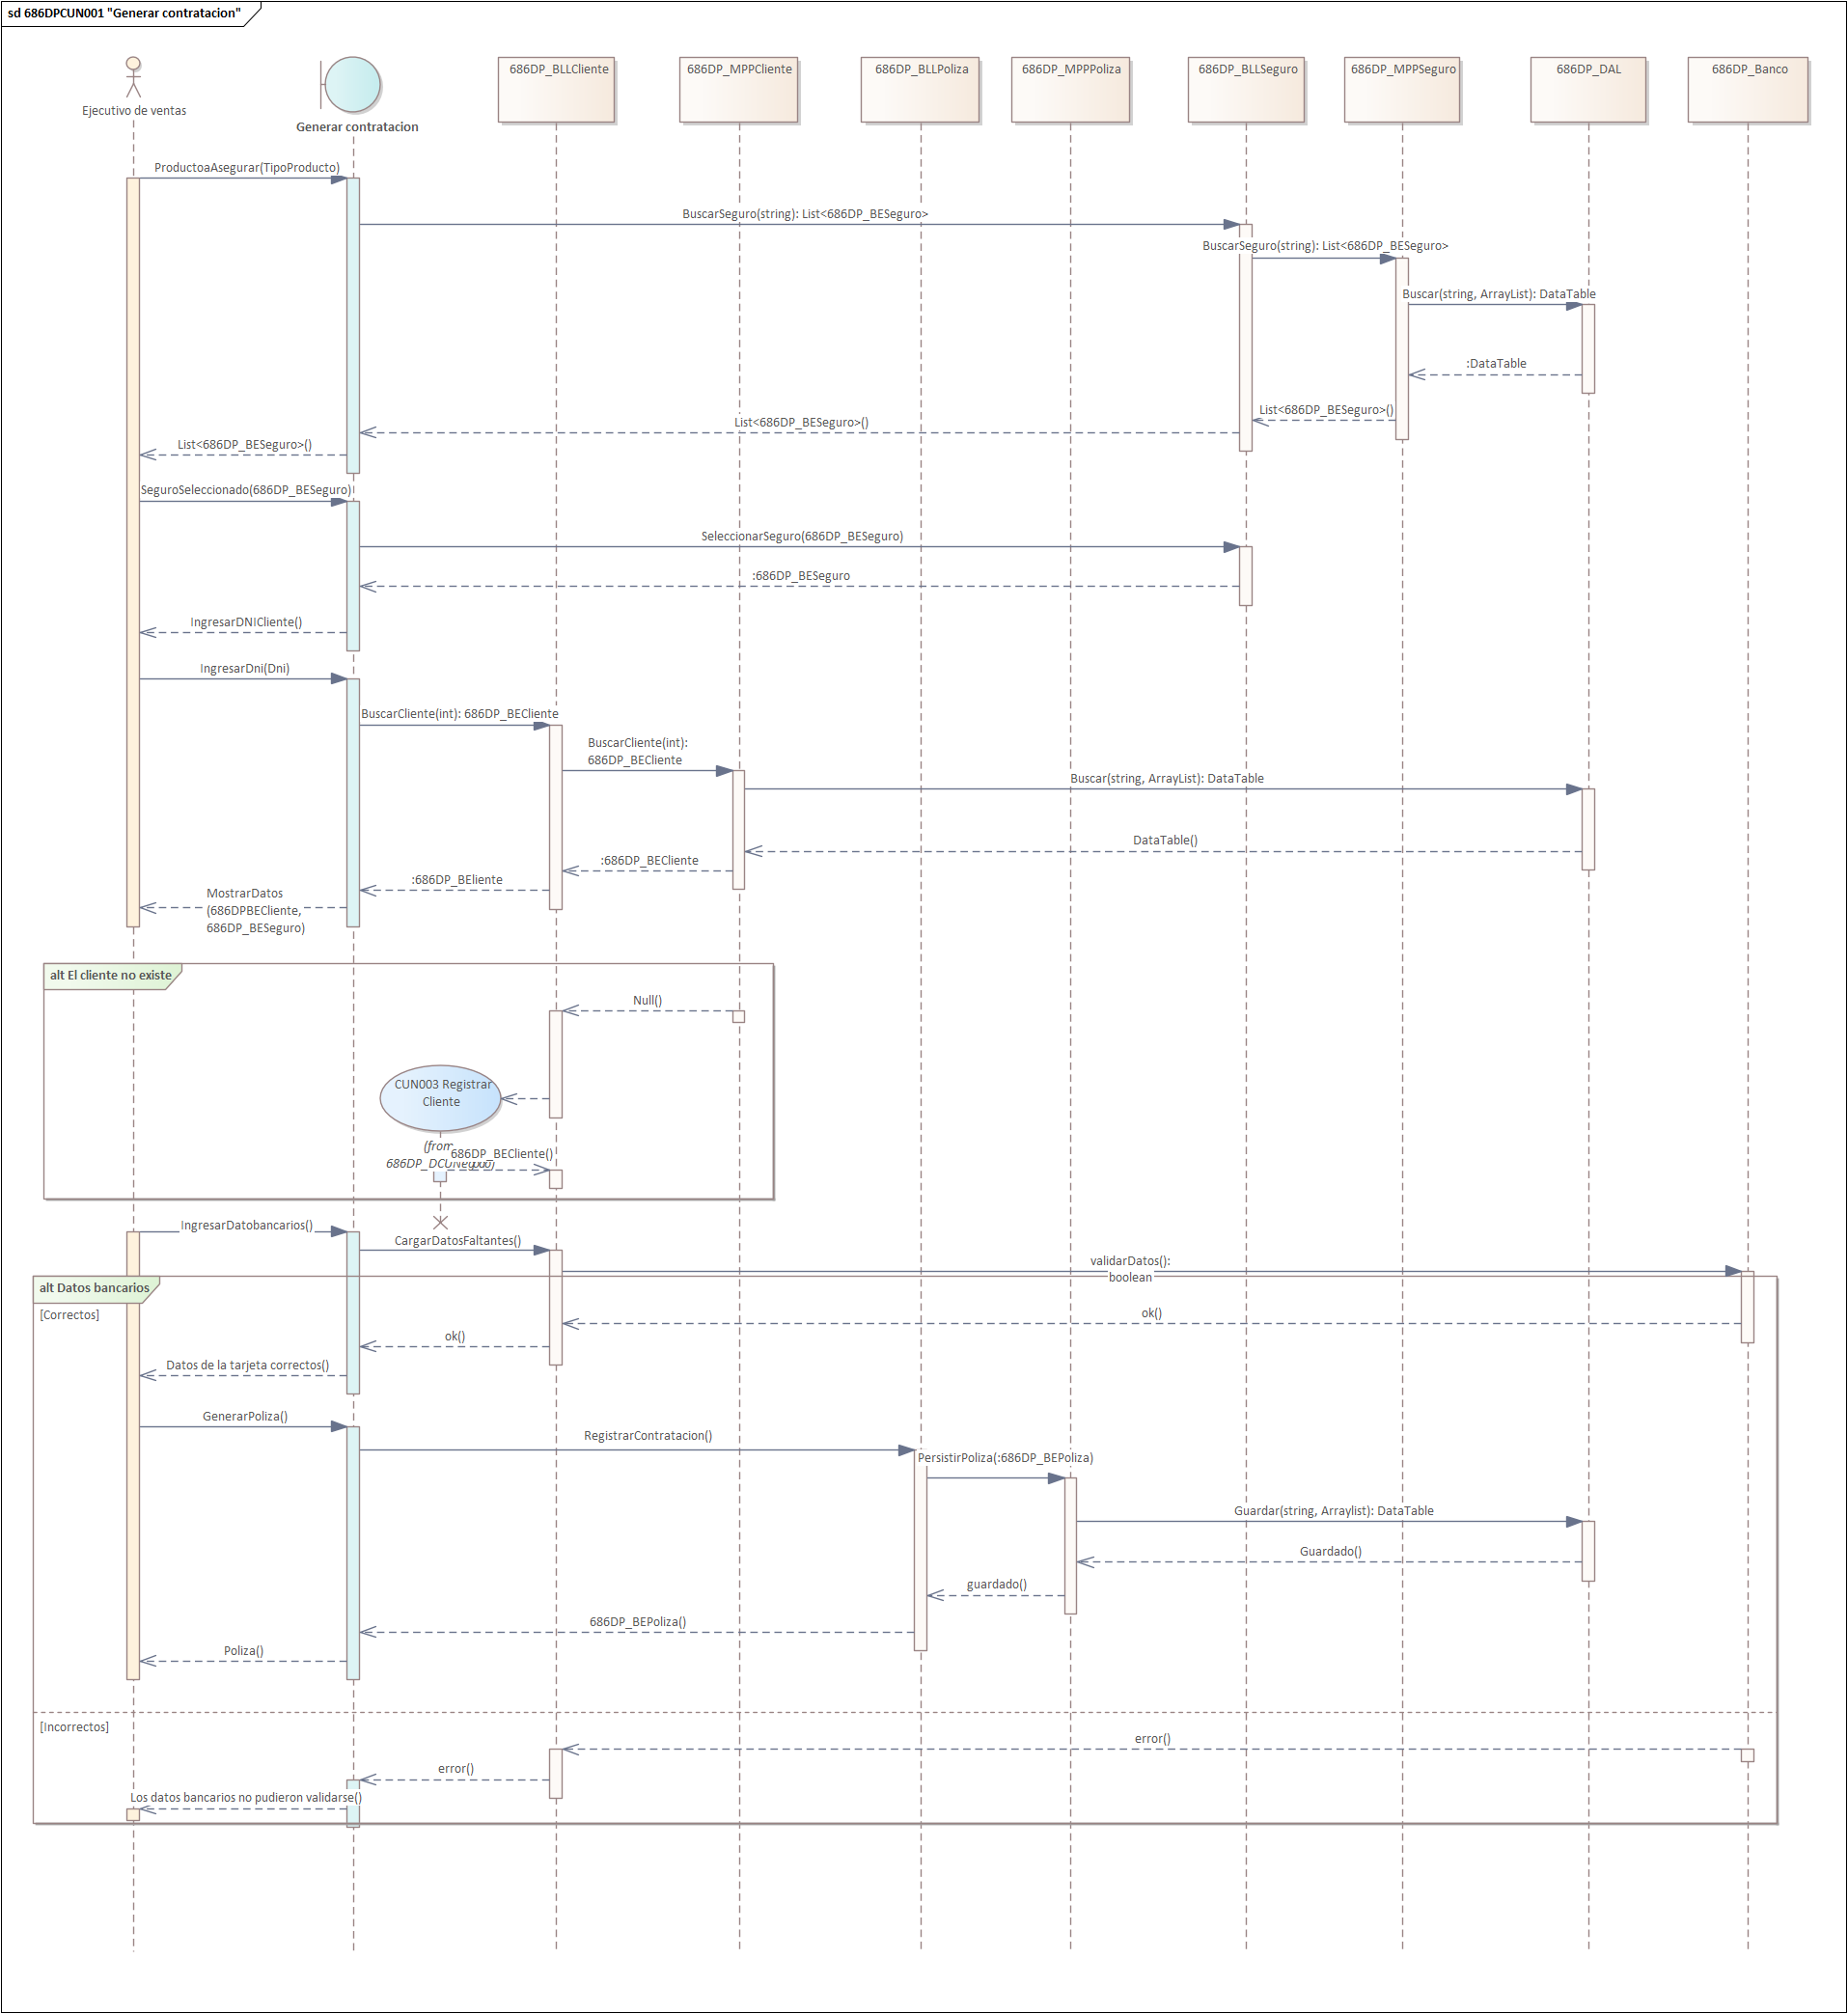 sd 686DPCUN001 "Generar contratacion"
Ejecutivo de ventas
Generar contratacion
686DP_BLLCliente
686DP_MPPCliente
686DP_BLLPoliza
686DP_MPPPoliza
686DP_BLLSeguro
686DP_MPPSeguro
686DP_DAL
686DP_Banco
ProductoaAsegurar(TipoProducto)
BuscarSeguro(string): List<686DP_BESeguro>
BuscarSeguro(string): List<686DP_BESeguro>
Buscar(string, ArrayList): DataTable
:DataTable
List<686DP_BESeguro>()
List<686DP_BESeguro>()
List<686DP_BESeguro>()
SeguroSeleccionado(686DP_BESeguro)
SeleccionarSeguro(686DP_BESeguro)
:686DP_BESeguro
IngresarDNICliente()
IngresarDni(Dni)
BuscarCliente(int): 686DP_BECliente
BuscarCliente(int):
686DP_BECliente
Buscar(string, ArrayList): DataTable
DataTable()
:686DP_BECliente
:686DP_BEliente
MostrarDatos
(686DPBECliente,
686DP_BESeguro)
alt El cliente no existe
Null()
CUN003 Registrar
Cliente
(from
686DP_BECliente()
alt Datos bancarios
IngresarDatobancarios()
CargarDatosFaltantes()
validarDatos():
boolean
[Correctos]
ok()
ok()
Datos de la tarjeta correctos()
GenerarPoliza()
RegistrarContratacion()
PersistirPoliza(:686DP_BEPoliza)
Guardar(string, Arraylist): DataTable
Guardado()
guardado()
686DP_BEPoliza()
Poliza()
[Incorrectos]
error()
error()
Los datos bancarios no pudieron validarse()